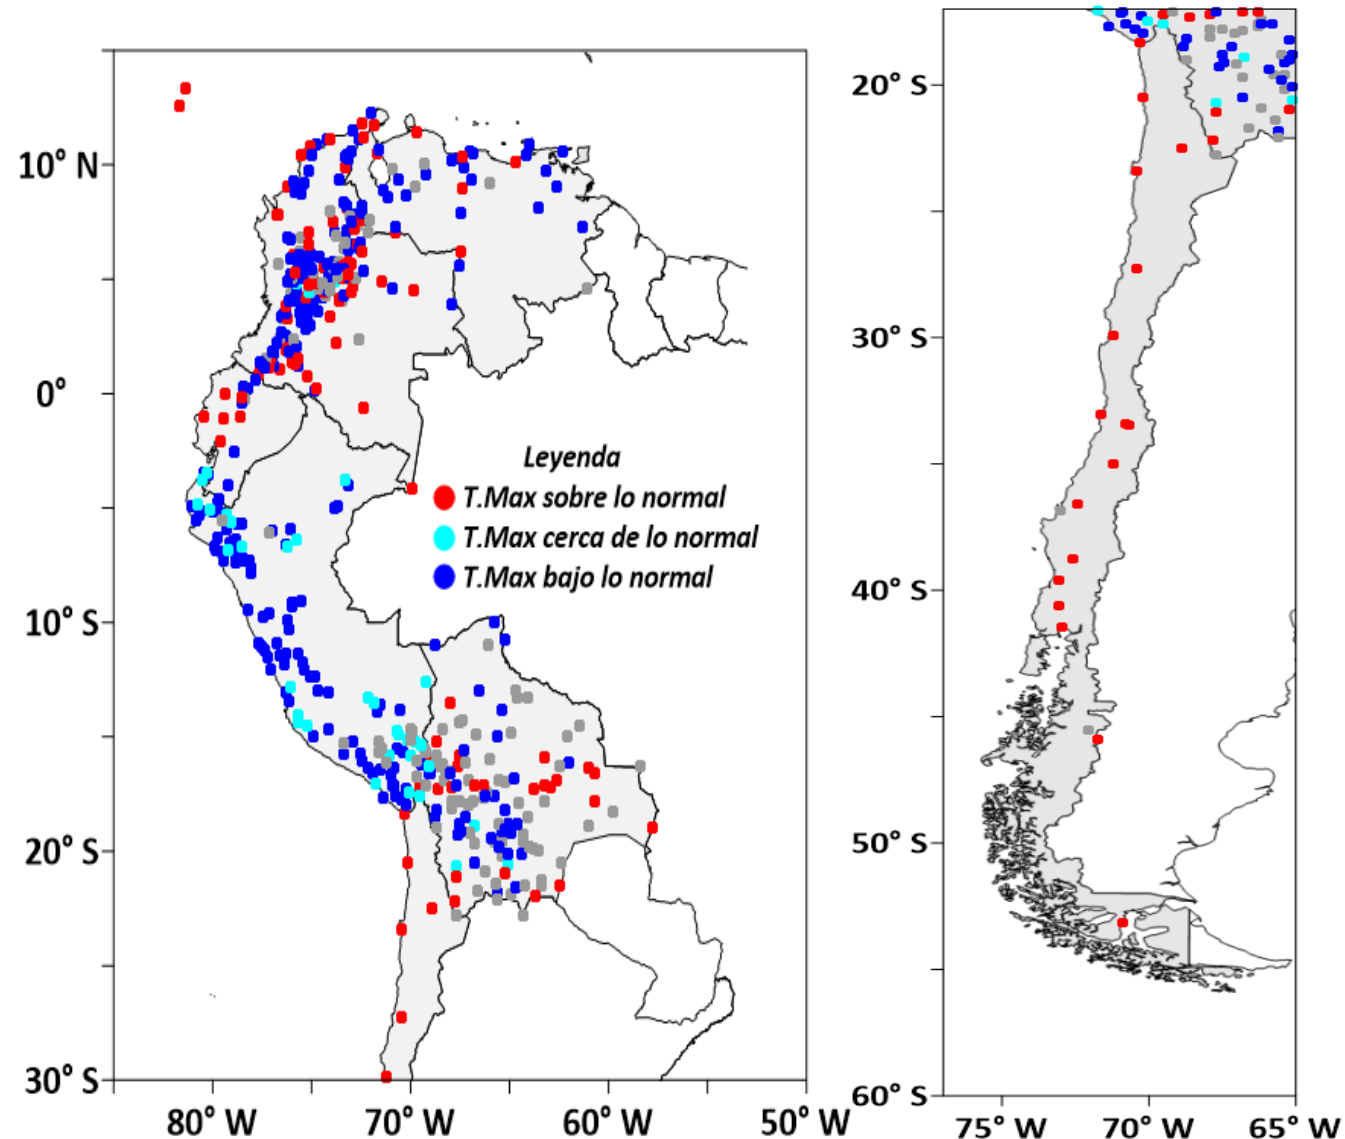 10° N
0°
10° S
20° S
30° S
80° W
70° W
60° W
50° W
Leyenda
T.Max sobre lo normal
T.Max cerca de lo normal
T.Max bajo lo normal
20° S
30° S
40° S
50° S
60° S
75° W
70° W
65° W